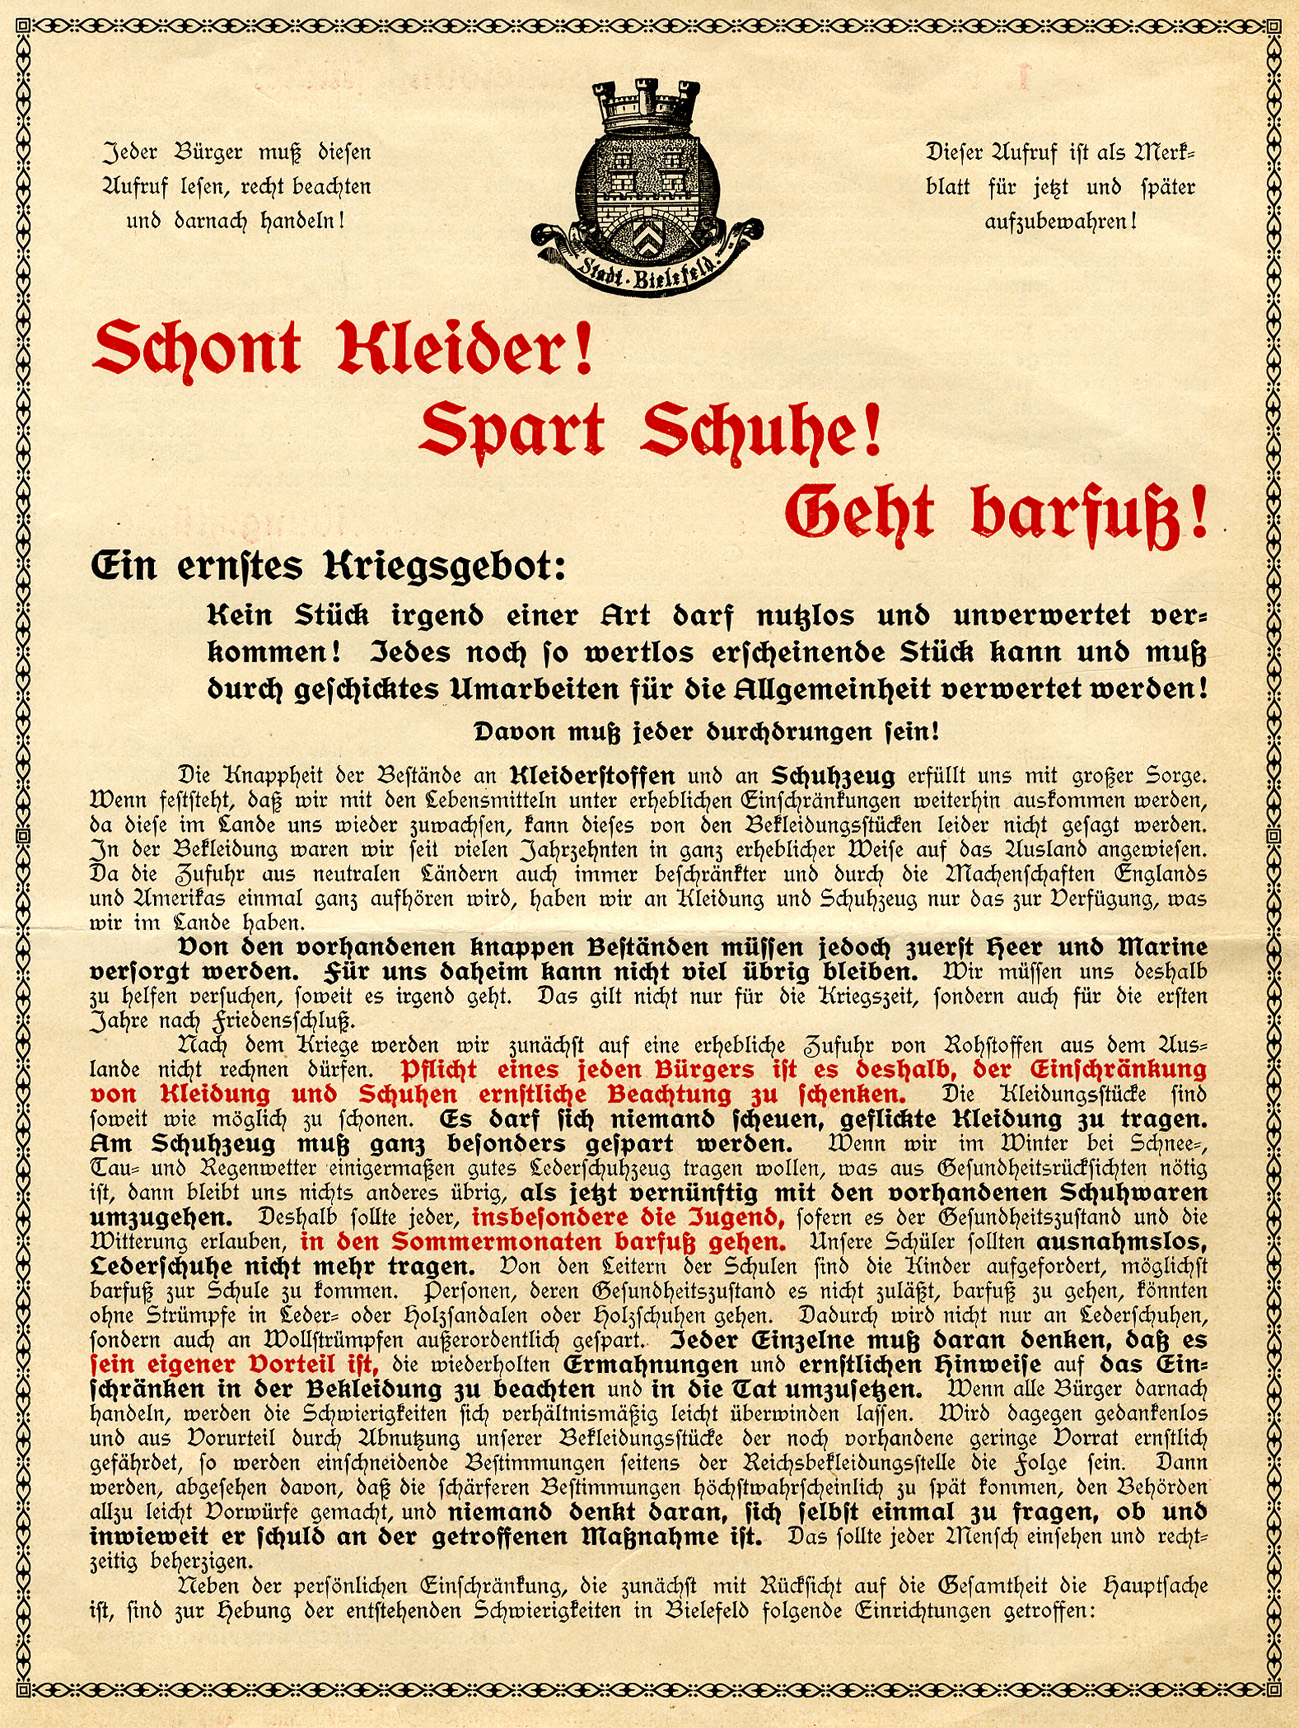 Jeder Bürger muß diesen
Aufruf lesen, recht beachten
und darnach handeln!
Stadt·Bielefeld.
Dieser Aufruf ist als Merk-
blatt für jetzt und später
aufzubewahren!
Schont Kleider!
Spart Schuhe!
Geht barfuß!
Ein ernstes Kriegsgebot:
Kein Stück irgend einer Art darf nutzlos und unverwertet ver-
kommen! Jedes noch so wertlos erscheinende Stück kann und muß
durch geschicktes Umarbeiten für die Allgemeinheit verwertet werden!
Davon muß jeder durchdrungen sein!
Die Knappheit der Bestände an Kleiderstoffen und an Schuhzeug erfüllt uns mit großer Sorge.
Wenn feststeht, daß wir mit den Lebensmitteln unter erheblichen Einschränkungen weiterhin auskommen werden,
da diese im Lande uns wieder zuwachsen, kann dieses von den Bekleidungsstücken leider nicht gesagt werden.
In der Bekleidung waren wir seit vielen Jahrzehnten in ganz erheblicher Weise auf das Ausland angewiesen.
Da die Zufuhr aus neutralen Ländern auch immer beschränkter und durch die Machenschaften Englands
und Amerikas einmal ganz aufhören wird, haben wir an Kleidung und Schuhzeug nur das zur Verfügung, was
wir im Lande haben.
Von den vorhandenen knappen Beständen müssen jedoch zuerst Heer und Marine
versorgt werden. Für uns daheim kann nicht viel übrig bleiben. Wir müssen uns deshalb
zu helfen versuchen, soweit es irgend geht. Das gilt nicht nur für die Kriegszeit, sondern auch für die ersten
Jahre nach Friedensschluß.
Nach dem Kriege werden wir zunächst auf eine erhebliche Zufuhr von Rohstoffen aus dem Aus-
lande nicht rechnen dürfen. Pflicht eines jeden Bürgers ist es deshalb, der Einschränkung
von Kleidung und Schuhen ernstliche Beachtung zu schenken. Die Kleidungsstücke sind
soweit wie möglich zu schonen. Es darf sich niemand scheuen, geflickte Kleidung zu tragen.
Am Schuhzeug muß ganz besonders gespart werden. Wenn wir im Winter bei Schnee-,
Tau- und Regenwetter einigermaßen gutes Lederschuhzeug tragen wollen, was aus Gesundheitsrücksichten nötig
ist, dann bleibt uns nichts anderes übrig, als jetzt vernünftig mit den vorhandenen Schuhwaren
umzugehen. Deshalb sollte jeder, insbesondere die Jugend, sofern es der Gesundheitszustand und die
Witterung erlauben, in den Sommermonaten barfuß gehen. Unsere Schüler sollten ausnahmslos,
Lederschuhe nicht mehr tragen. Von den Leitern der Schulen sind die Kinder aufgefordert, möglichst
barfuß zur Schule zu kommen. Personen, deren Gesundheitszustand es nicht zuläßt, barfuß zu gehen, könnten
ohne Strümpfe in Leder- oder Holzsandalen oder Holzschuhen gehen. Dadurch wird nicht nur an Lederschuhen,
sondern auch an Wollstrümpfen außerordentlich gespart. Jeder Einzelne muß daran denken, daß es
sein eigener Vorteil ist, die wiederholten Ermahnungen und ernstlichen Hinweise auf das Ein-
schränken in der Bekleidung zu beachten und in die Tat umzusetzen. Wenn alle Bürger darnach
handeln, werden die Schwierigkeiten sich verhältnismäßig leicht überwinden lassen. Wird dagegen gedankenlos
und aus Vorurteil durch Abnutzung unserer Bekleidungsstücke der noch vorhandene geringe Vorrat ernstlich
gefährdet, so werden einschneidende Bestimmungen seitens der Reichsbekleidungsstelle die Folge sein. Dann
werden, abgesehen davon, daß die schärferen Bestimmungen höchstwahrscheinlich zu spät kommen, den Behörden
allzu leicht Vorwürfe gemacht, und niemand denkt daran, sich selbst einmal zu fragen, ob und
inwieweit er schuld an der getroffenen Maßnahme ist. Das sollte jeder Mensch einsehen und recht-
zeitig beherzigen.
Neben der persönlichen Einschränkung, die zunächst mit Rücksicht auf die Gesamtheit die Hauptsache
ist, sind zur Hebung der entstehenden Schwierigkeiten in Bielefeld folgende Einrichtungen getroffen: